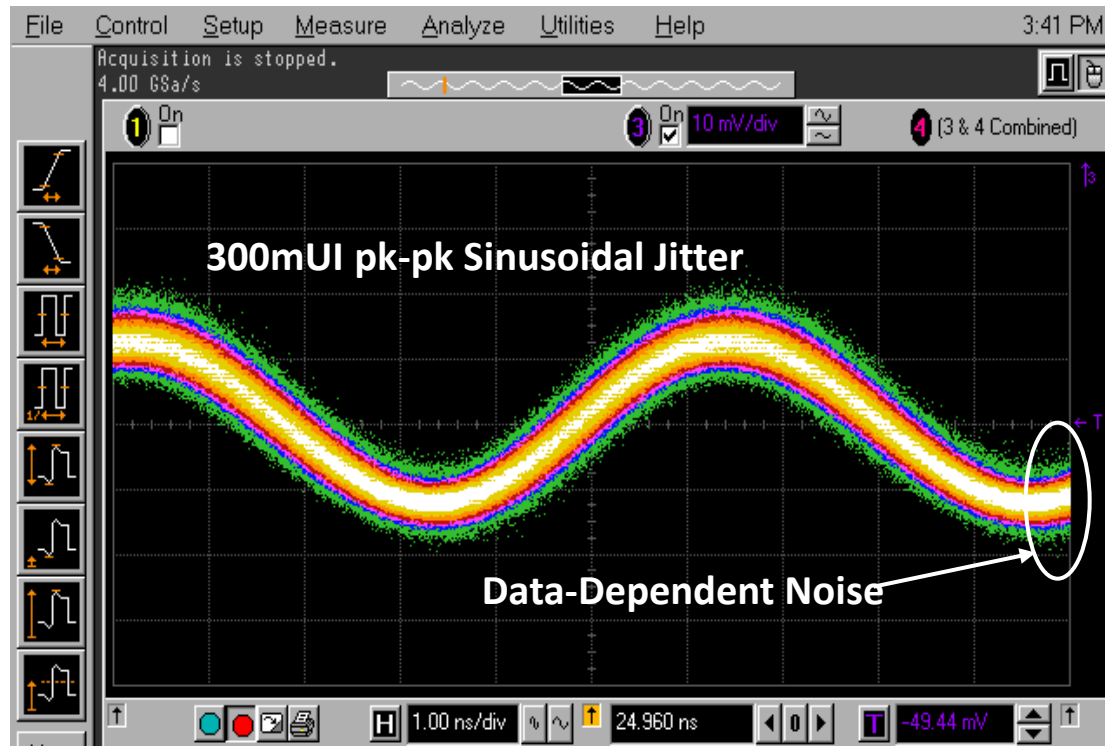 File Control Setup Measure Analyze Utilities Help 3:41 PM
Acquisition is stopped.
4.00 GSa/s
1 On 3 On 10 mV/div 4 (3 & 4 Combined)
3
300mUI pk-pk Sinusoidal Jitter
T
Data-Dependent Noise
H 1.00 ns/div 24.960 ns 0 T -49.44 mV